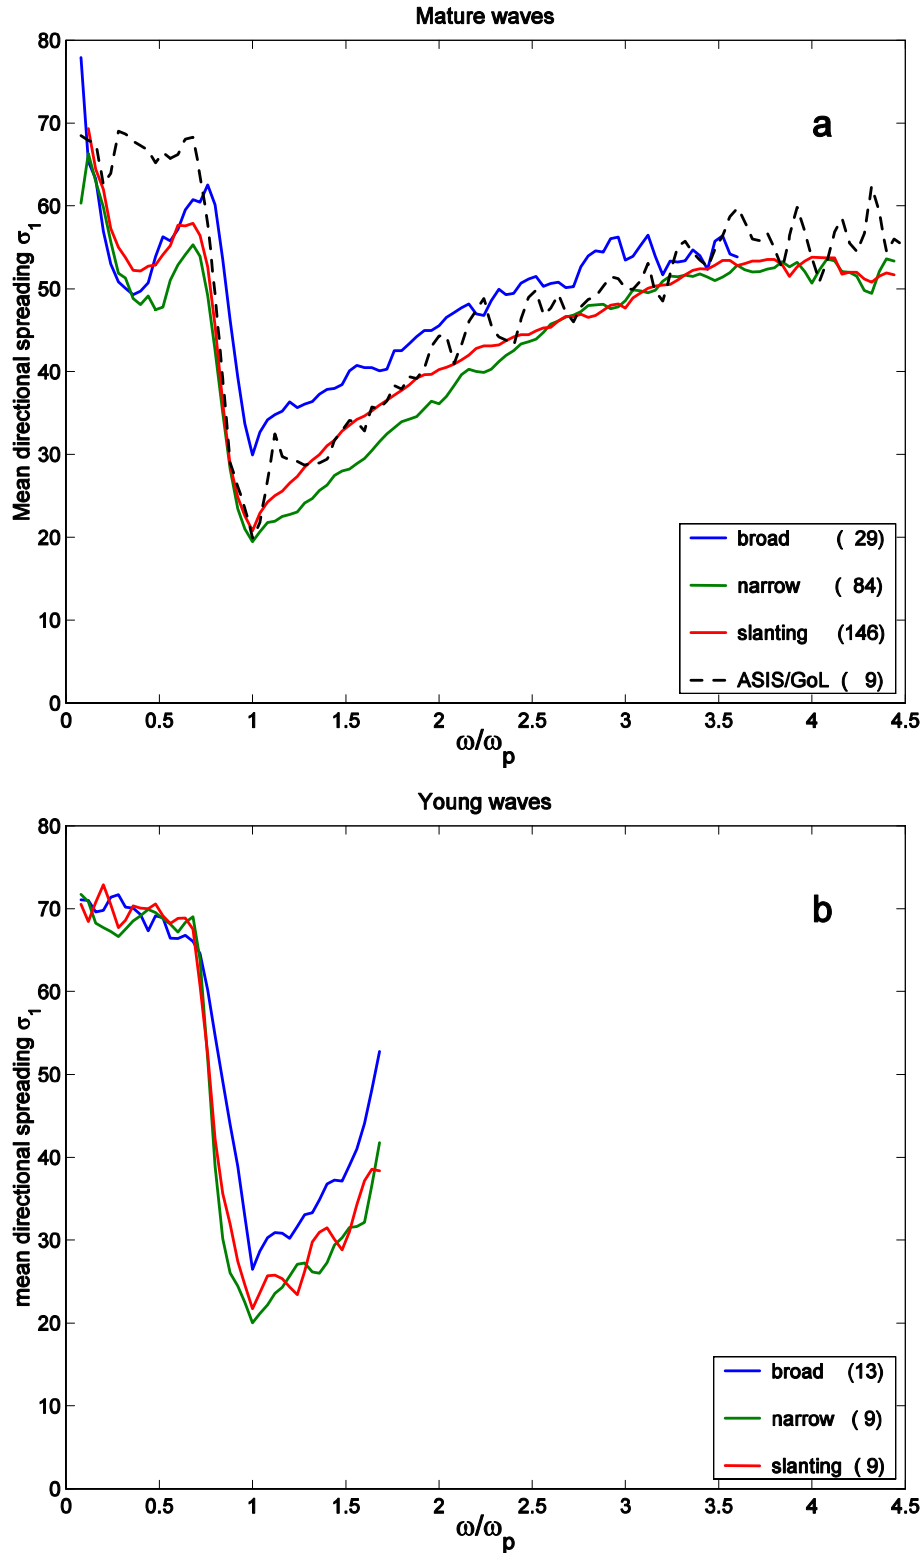 Mature waves
80
70
60
50
40
30
20
10
0
Mean directional spreading σ1
a
broad ( 29)
narrow ( 84)
slanting (146)
ASIS/GoL ( 9)
0 0.5 1 1.5 2 2.5 3 3.5 4 4.5
ω/ωp
Young waves
80
70
60
50
40
30
20
10
0
mean directional spreading σ1
b
broad (13)
narrow ( 9)
slanting ( 9)
0 0.5 1 1.5 2 2.5 3 3.5 4 4.5
ω/ωp